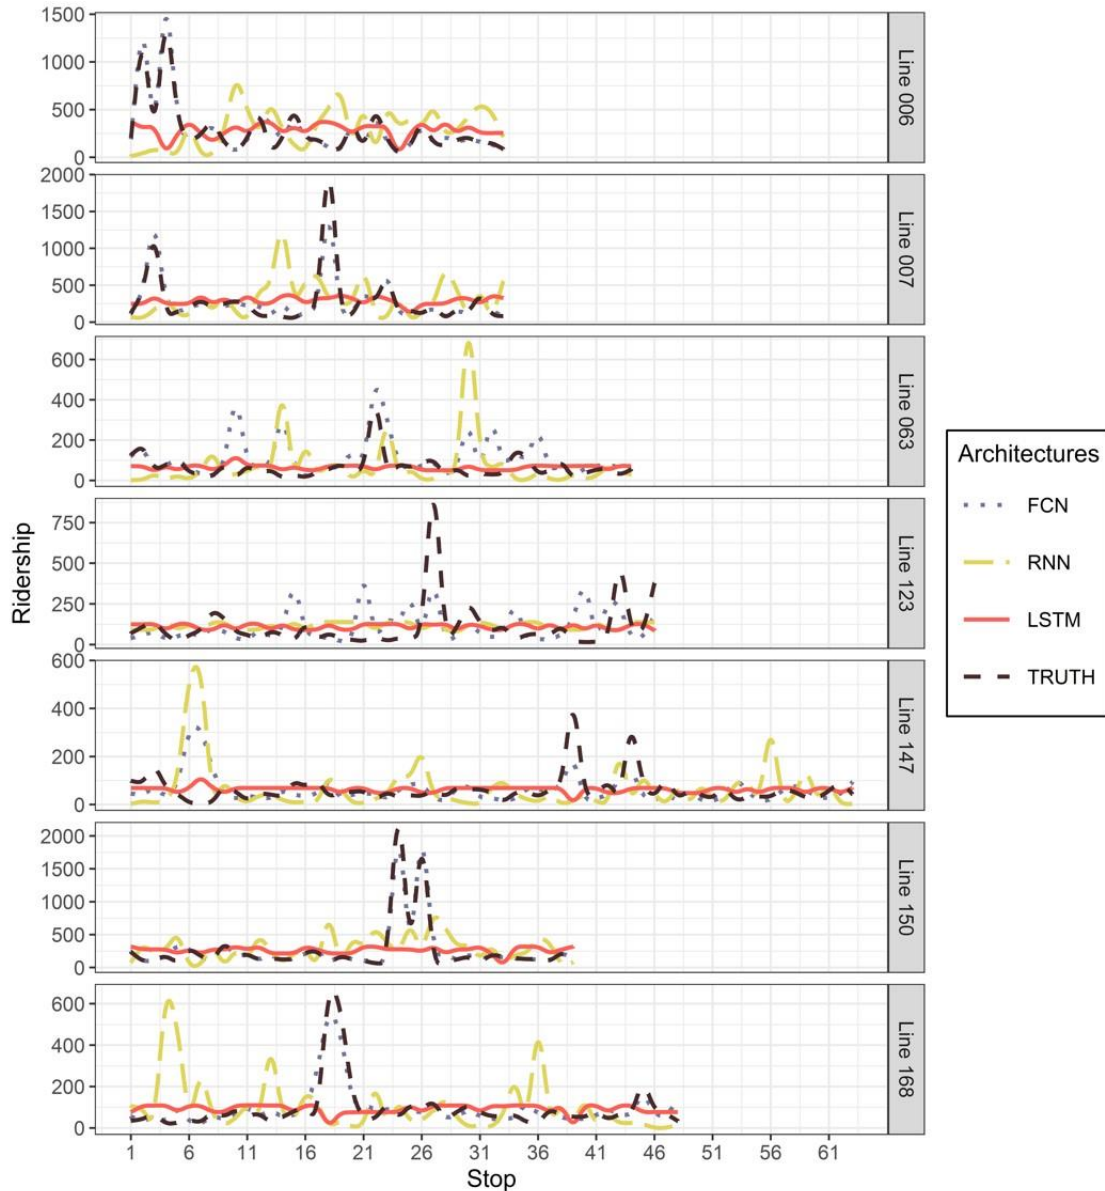 1500
1000
500
0
Line 006
2000
1500
1000
500
0
Line 007
600
400
200
0
Line 063
750
500
250
0
Line 123
600
400
200
0
Line 147
2000
1500
1000
500
0
Line 150
600
400
200
0
Line 168
Ridership
1 6 11 16 21 26 31 36 41 46 51 56 61
Stop
Architectures
FCN
RNN
LSTM
TRUTH